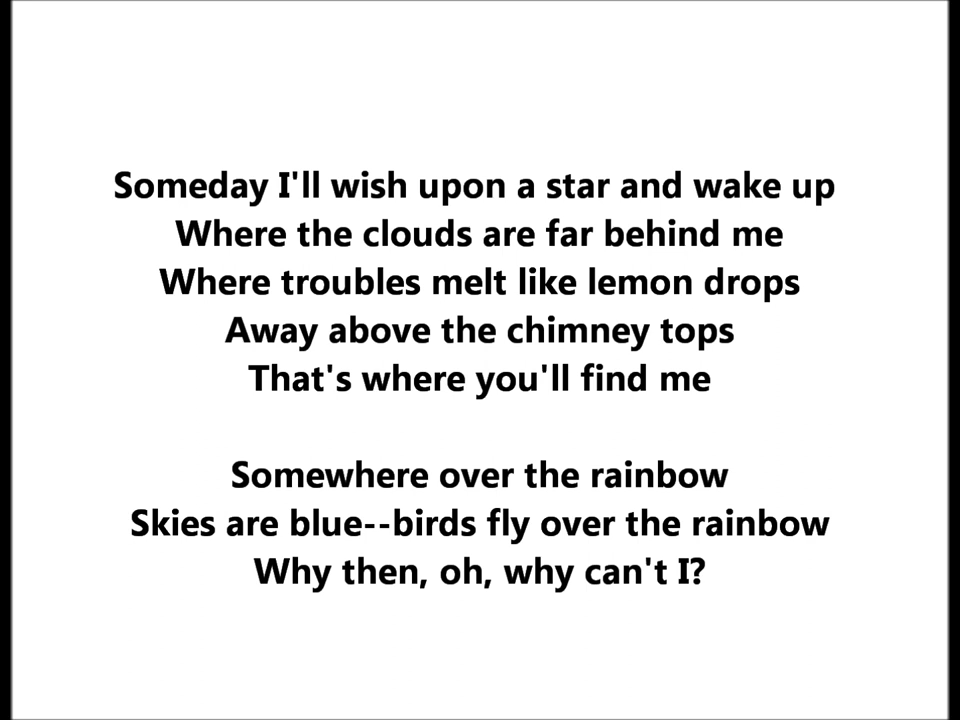 Someday I'll wish upon a star and wake up
Where the clouds are far behind me
Where troubles melt like lemon drops
Away above the chimney tops
That's where you'll find me
Somewhere over the rainbow
Skies are blue--birds fly over the rainbow
Why then, oh, why can't I?